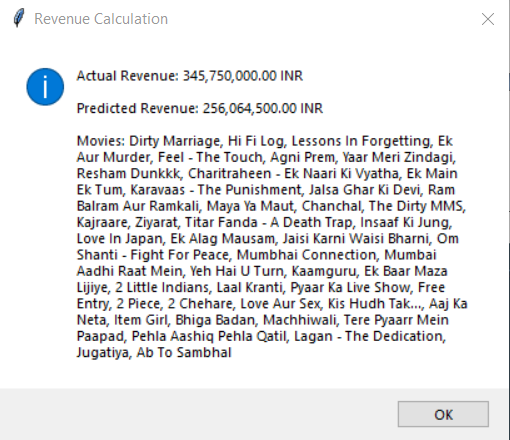 Revenue Calculation
Actual Revenue: 345,750,000.00 INR
Predicted Revenue: 256,064,500.00 INR
Movies: Dirty Marriage, Hi Fi Log, Lessons In Forgetting, Ek
Aur Murder, Feel - The Touch, Agni Prem, Yaar Meri Zindagi,
Resham Dunkkk, Charitraheen - Ek Naari Ki Vyatha, Ek Main
Ek Tum, Karavaas - The Punishment, Jalsa Ghar Ki Devi, Ram
Balram Aur Ramkali, Maya Ya Maut, Chanchal, The Dirty MMS,
Kajraare, Ziyarat, Titar Fanda - A Death Trap, Insaaf Ki Jung,
Love In Japan, Ek Alag Mausam, Jaisi Karni Waisi Bharni, Om
Shanti - Fight For Peace, Mumbhai Connection, Mumbai
Aadhi Raat Mein, Yeh Hai U Turn, Kaamguru, Ek Baar Maza
Lijiye, 2 Little Indians, Laal Kranti, Pyaar Ka Live Show, Free
Entry, 2 Piece, 2 Chehare, Love Aur Sex, Kis Hudh Tak..., Aaj Ka
Neta, Item Girl, Bhiga Badan, Machhiwali, Tere Pyaarr Mein
Paapad, Pehla Aashiq Pehla Qatil, Lagan - The Dedication,
Jugatiya, Ab To Sambhal
OK